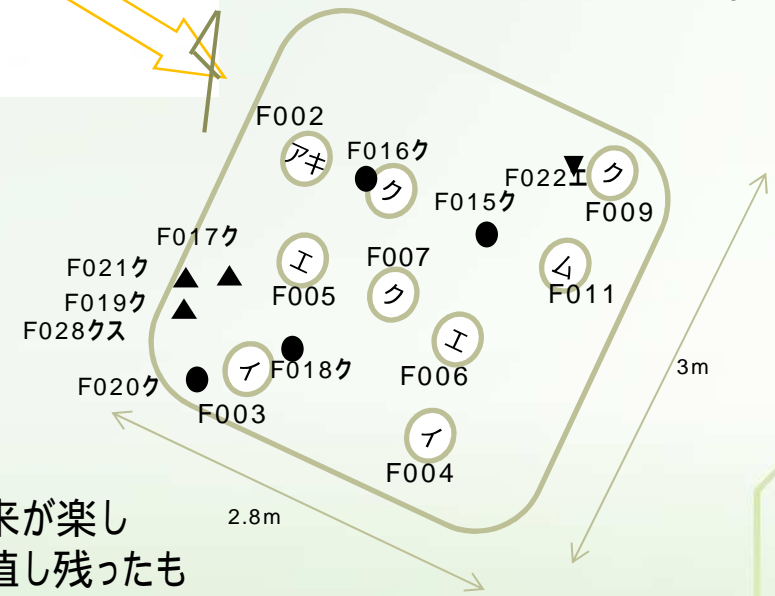 F002
アキ
F016ク
ク
F022エ
ク
F015ク
F009
F017ク
F021ク
エ
F007
ム
F005
ク
F011
F019ク
F028クス
エ
F018ク
イ
F006
3m
F020ク
F003
イ
F004
2.8m
来が楽し
直し残ったも